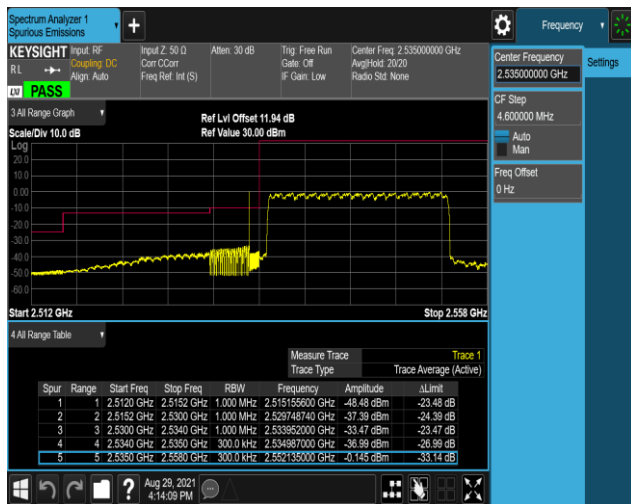 Spectrum Analyzer 1
Spurious Emissions
+
Frequency
KEYSIGHT Input: RF Input Z: 50 Ω Atten: 30 dB Trig: Free Run Center Freq: 2.535000000 GHz
RL Coupling: DC Corr CCorr Gate: Off Avg|Hold: 20/20
Align: Auto Freq Ref: Int (S) IF Gain: Low Radio Std: None
LXI PASS
Center Frequency
2.535000000 GHz
Settings
CF Step
4.600000 MHz
Auto
Man
Freq Offset
0 Hz
3 All Range Graph
Ref Lvl Offset 11.94 dB
Scale/Div 10.0 dB Ref Value 30.00 dBm
Log
20.0
10.0
0.00
-10.0
-20.0
-30.0
-40.0
-50.0
-60.0
Start 2.512 GHz Stop 2.558 GHz
4 All Range Table
Measure Trace Trace 1
Trace Type Trace Average (Active)
Spur Range Start Freq Stop Freq RBW Frequency Amplitude ΔLimit
1 1 2.5120 GHz 2.5152 GHz 1.000 MHz 2.515155600 GHz -48.48 dBm -23.48 dB
2 2 2.5152 GHz 2.5300 GHz 1.000 MHz 2.529748740 GHz -37.39 dBm -24.39 dB
3 3 2.5300 GHz 2.5340 GHz 1.000 MHz 2.533952000 GHz -33.47 dBm -23.47 dB
4 4 2.5340 GHz 2.5350 GHz 300.0 kHz 2.534987000 GHz -36.99 dBm -26.99 dB
5 5 2.5350 GHz 2.5580 GHz 300.0 kHz 2.552135000 GHz -0.145 dBm -33.14 dB
?
Aug 29, 2021
4:14:09 PM